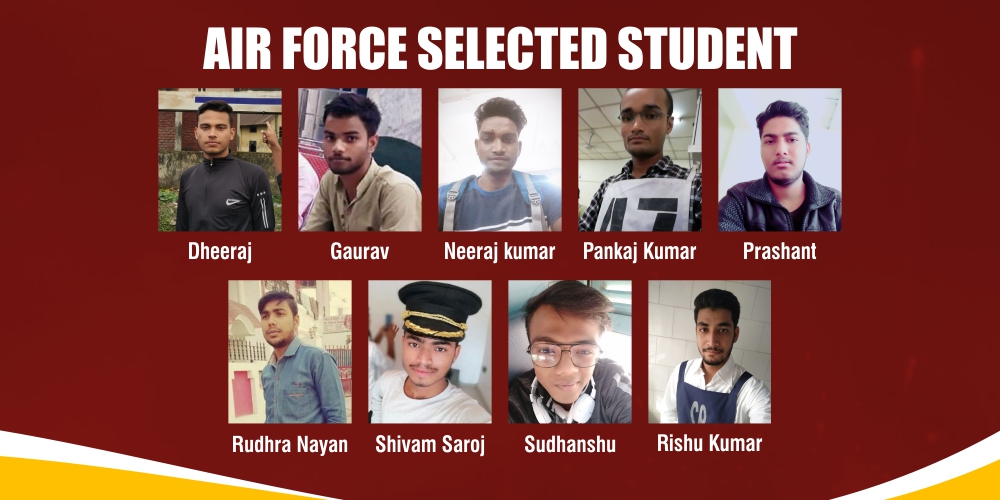 AIR FORCE SELECTED STUDENT
Dheeraj
Gaurav
Neeraj kumar
Pankaj Kumar
Prashant
Rudhra Nayan
Shivam Saroj
Sudhanshu
Rishu Kumar